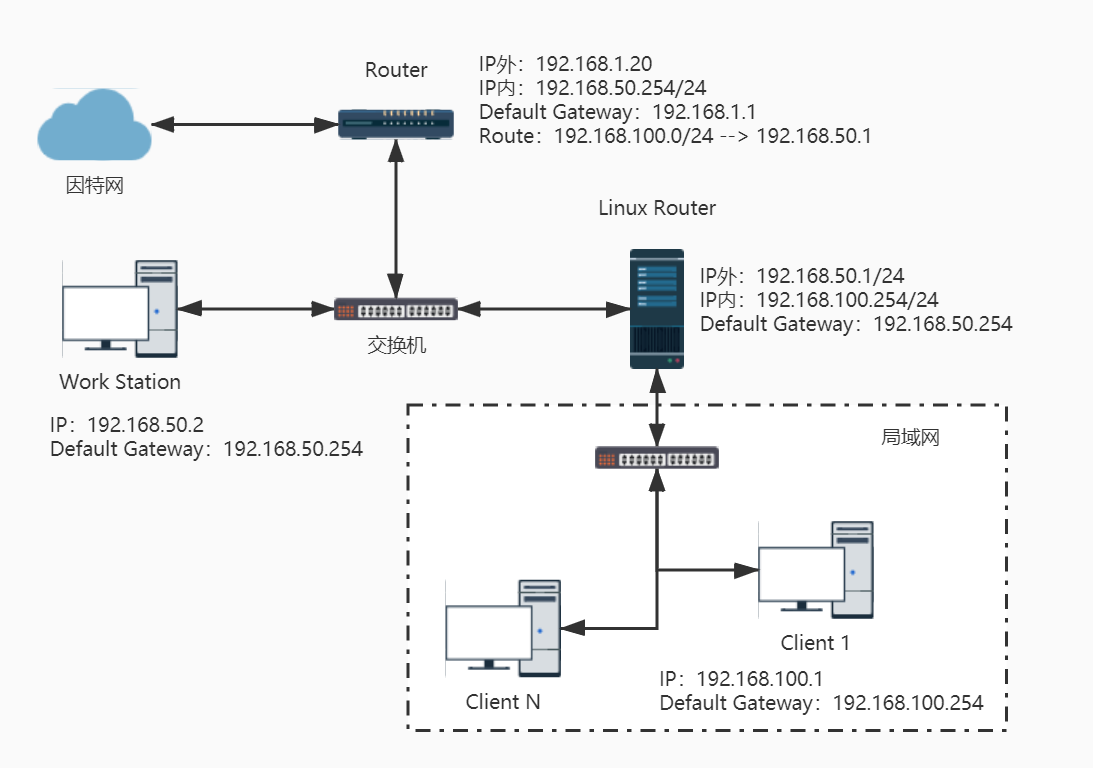 Router
IP外：192.168.1.20
IP内：192.168.50.254/24
Default Gateway：192.168.1.1
Route：192.168.100.0/24 --> 192.168.50.1
因特网
Linux Router
IP外：192.168.50.1/24
IP内：192.168.100.254/24
Default Gateway：192.168.50.254
交换机
Work Station
IP：192.168.50.2
Default Gateway：192.168.50.254
局域网
Client 1
IP：192.168.100.1
Default Gateway：192.168.100.254
Client N